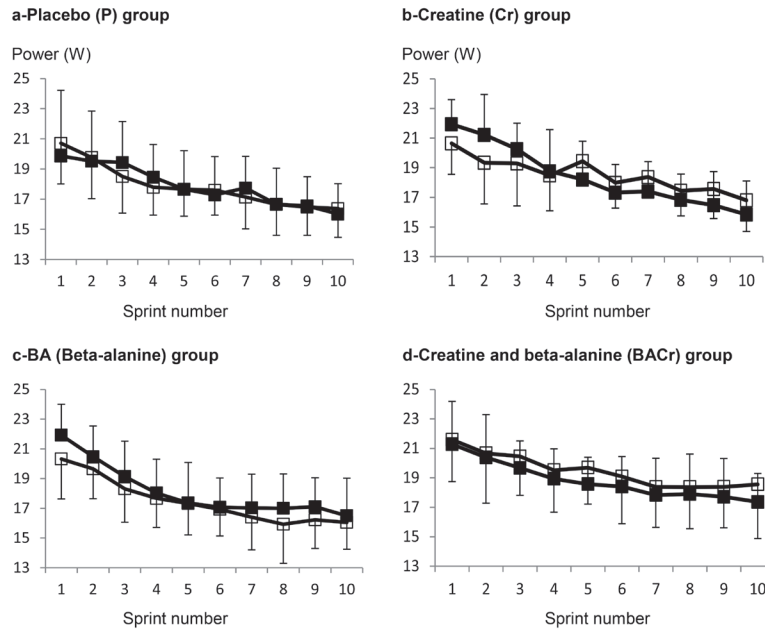 a-Placebo (P) group
Power (W)
25
23
21
19
17
15
13
1 2 3 4 5 6 7 8 9 10
Sprint number
b-Creatine (Cr) group
Power (W)
25
23
21
19
17
15
13
1 2 3 4 5 6 7 8 9 10
Sprint number
c-BA (Beta-alanine) group
25
23
21
19
17
15
13
1 2 3 4 5 6 7 8 9 10
Sprint number
d-Creatine and beta-alanine (BACr) group
25
23
21
19
17
15
13
1 2 3 4 5 6 7 8 9 10
Sprint number